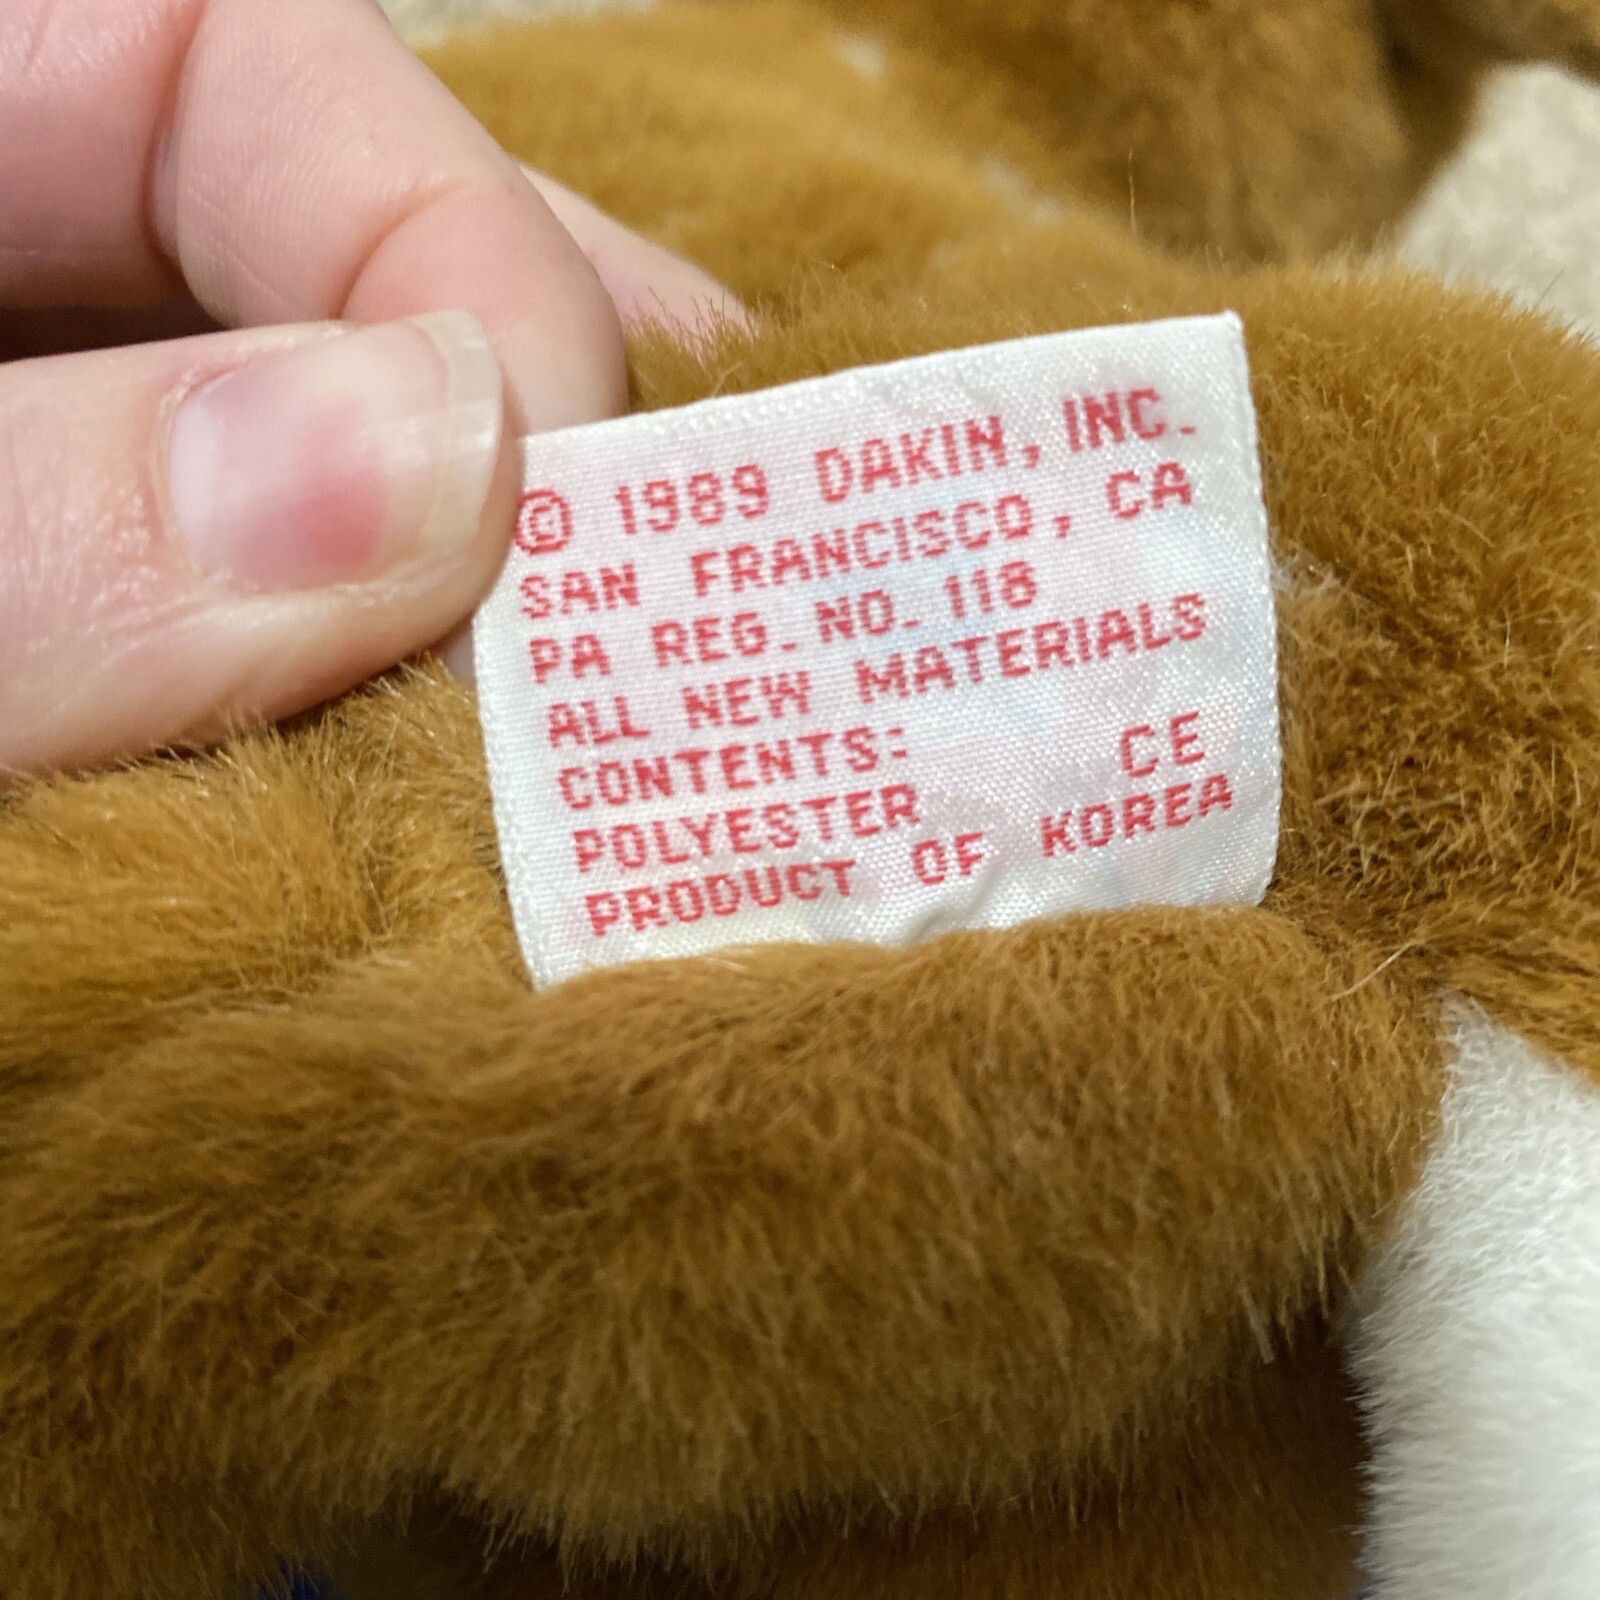 © 1989 DAKIN, INC.
SAN FRANCISCO, CA
PA REG. NO. 118
ALL NEW MATERIALS
CONTENTS: CE
POLYESTER
PRODUCT OF KOREA